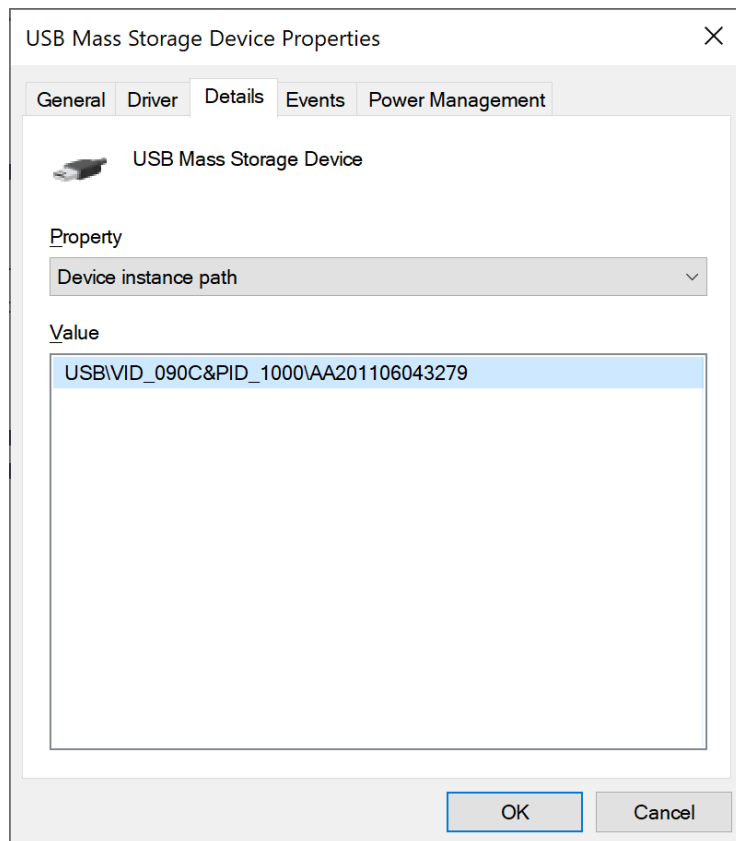 USB Mass Storage Device Properties
General Driver Details Events Power Management
USB Mass Storage Device
Property
Device instance path
Value
USB\VID_090C&PID_1000\AA201106043279
OK Cancel